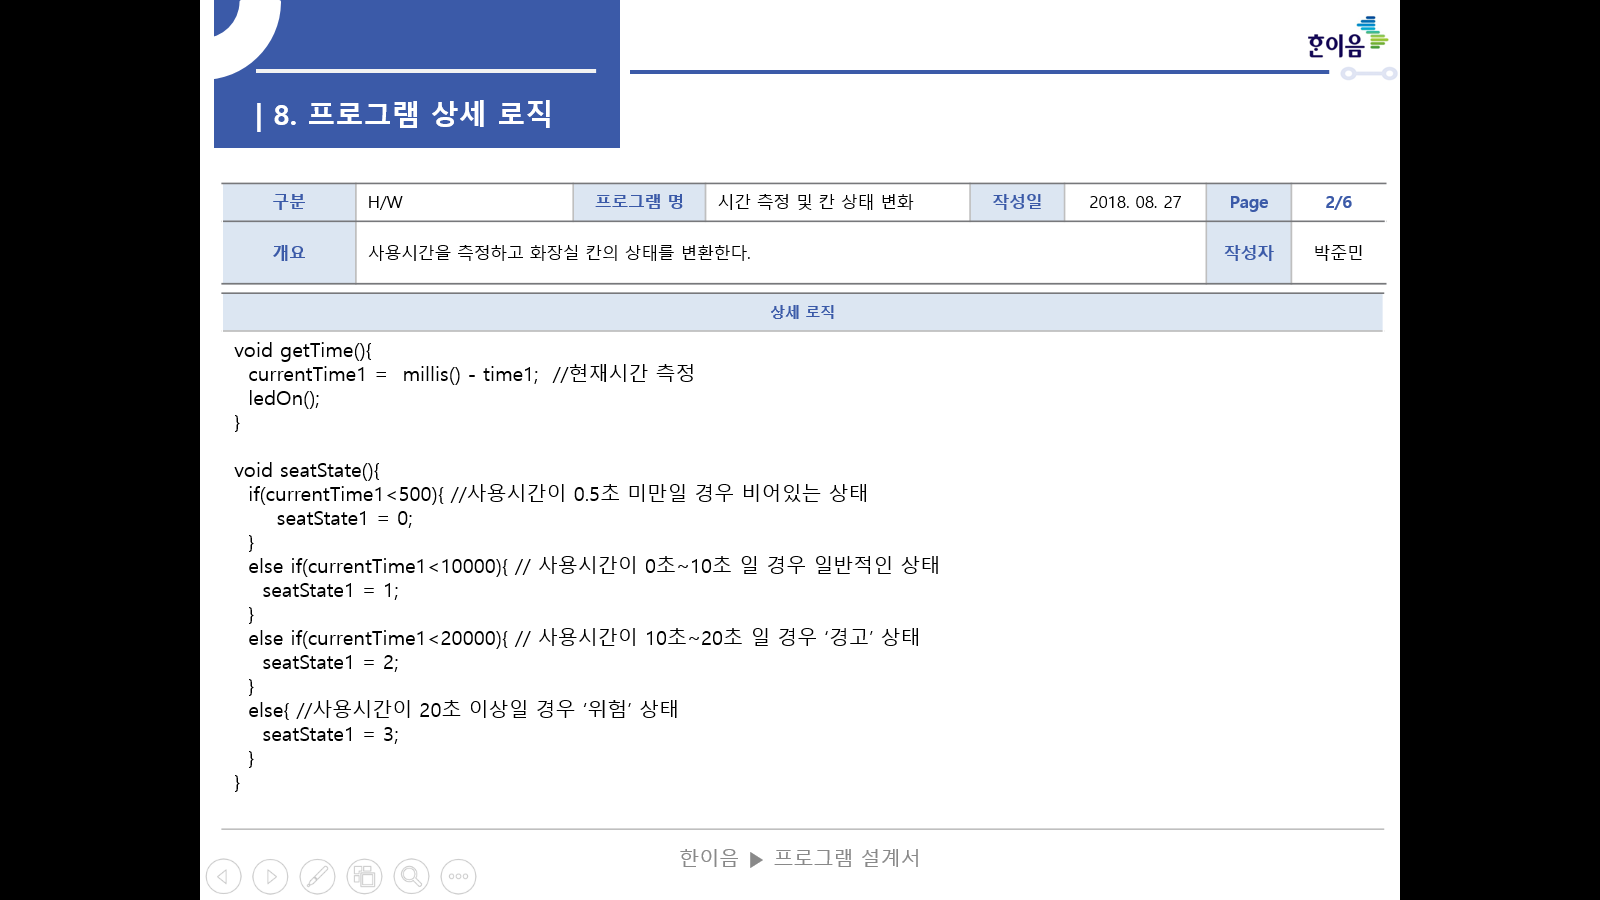 한이음
| 8. 프로그램 상세 로직
구분 H/W 프로그램 명 시간 측정 및 칸 상태 변화 작성일 2018. 08. 27 Page 2/6
개요 사용시간을 측정하고 화장실 칸의 상태를 변환한다. 작성자 박준민
상세 로직
void getTime(){
currentTime1 = millis() - time1; //현재시간 측정
ledOn();
}
void seatState(){
if(currentTime1<500){ //사용시간이 0.5초 미만일 경우 비어있는 상태
seatState1 = 0;
}
else if(currentTime1<10000){ // 사용시간이 0초~10초 일 경우 일반적인 상태
seatState1 = 1;
}
else if(currentTime1<20000){ // 사용시간이 10초~20초 일 경우 ‘경고’ 상태
seatState1 = 2;
}
else{ //사용시간이 20초 이상일 경우 ‘위험’ 상태
seatState1 = 3;
}
}
한이음 ▶ 프로그램 설계서